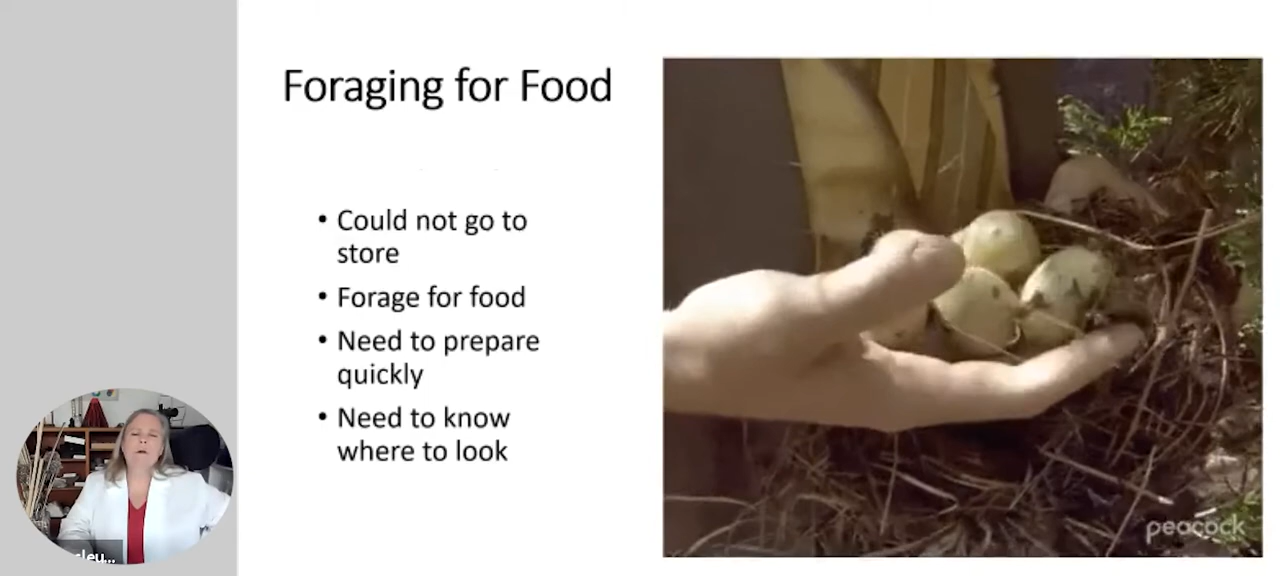 Foraging for Food
• Could not go to
store
• Forage for food
• Need to prepare
quickly
• Need to know
where to look
peacock